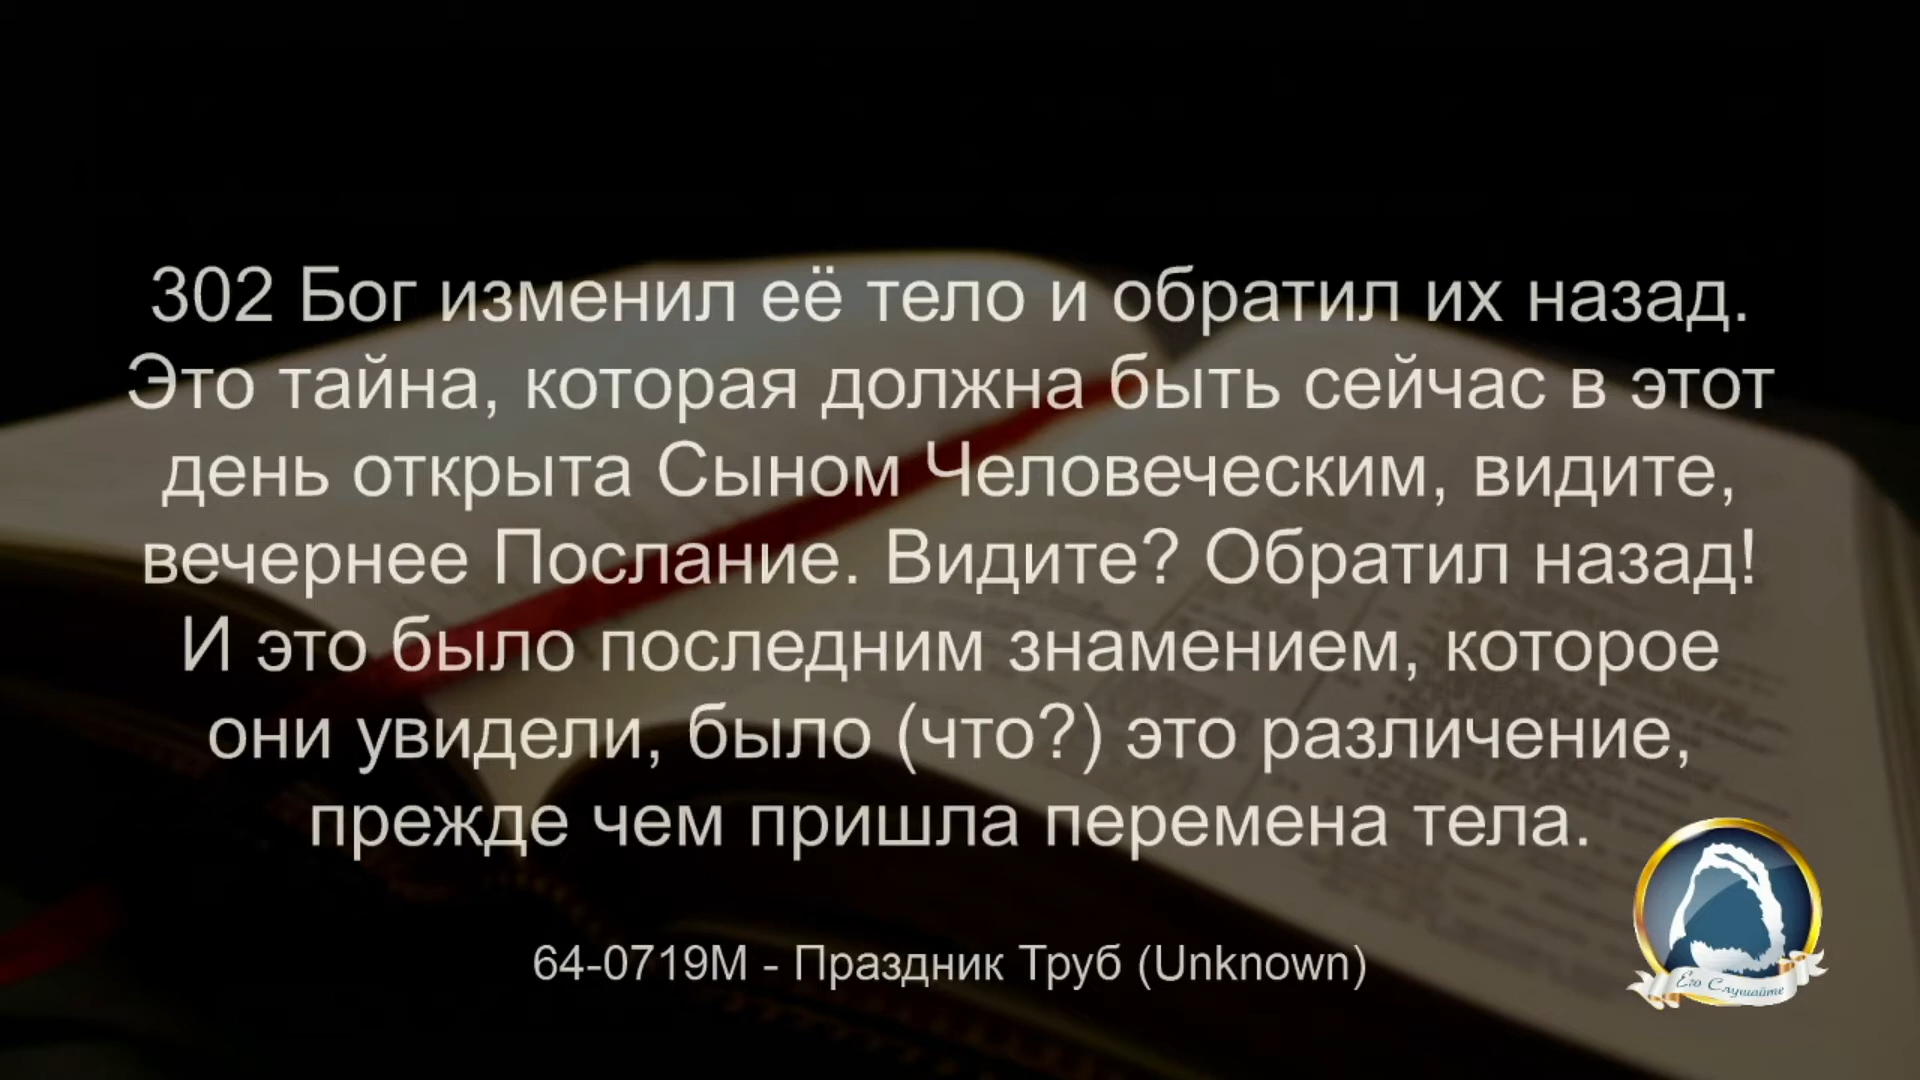 302 Бог изменил её тело и обратил их назад.
Это тайна, которая должна быть сейчас в этот
день открыта Сыном Человеческим, видите,
вечернее Послание. Видите? Обратил назад!
И это было последним знамением, которое
они увидели, было (что?) это различение,
прежде чем пришла перемена тела.
64-0719M - Праздник Труб (Unknown)
Его Слушайте